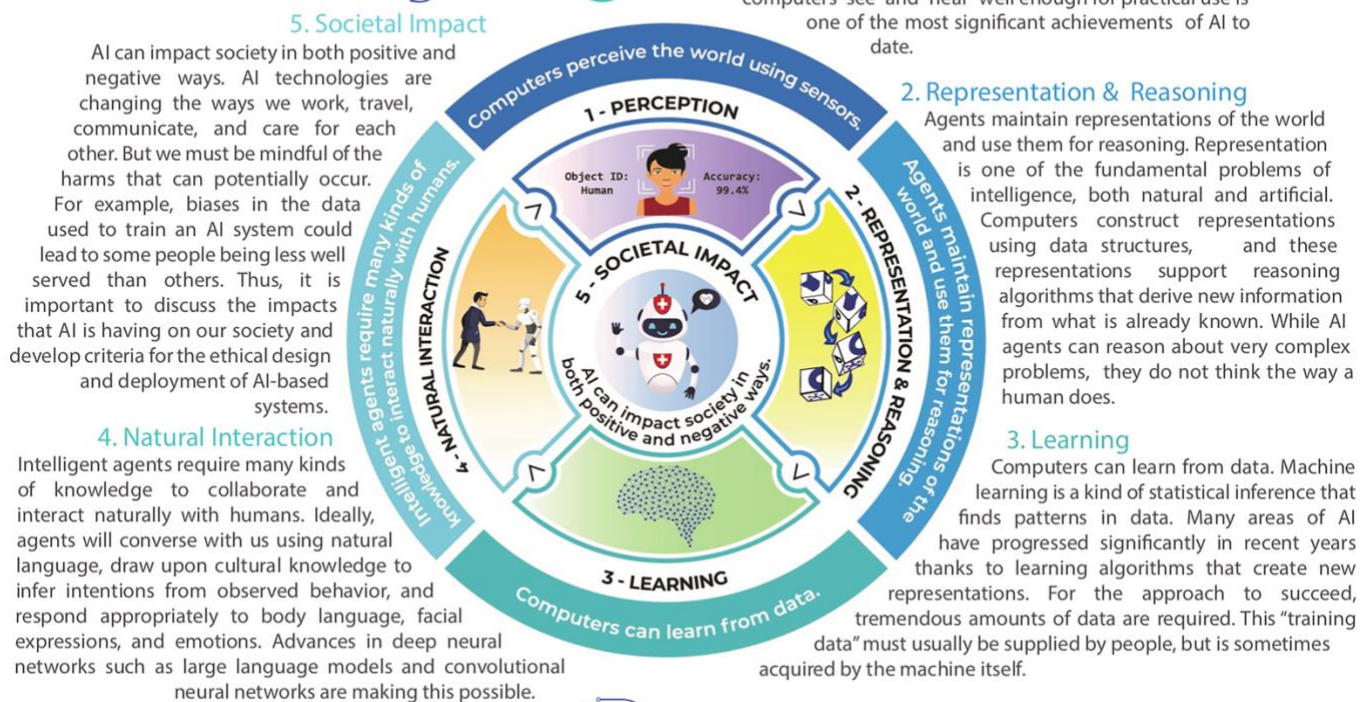 computers "see" and "hear" well enough for practical use is
one of the most significant achievements of AI to
date.
5. Societal Impact
AI can impact society in both positive and
negative ways. AI technologies are
changing the ways we work, travel,
communicate, and care for each
other. But we must be mindful of the
harms that can potentially occur.
For example, biases in the data
used to train an AI system could
lead to some people being less well
served than others. Thus, it is
important to discuss the impacts
that AI is having on our society and
develop criteria for the ethical design
and deployment of AI-based
systems.
4. Natural Interaction
Intelligent agents require many kinds
of knowledge to collaborate and
interact naturally with humans. Ideally,
agents will converse with us using natural
language, draw upon cultural knowledge to
infer intentions from observed behavior, and
respond appropriately to body language, facial
expressions, and emotions. Advances in deep neural
networks such as large language models and convolutional
neural networks are making this possible.
Computers perceive the world using sensors.
1 - PERCEPTION
Object ID:
Human
Accuracy:
99.4%
Agents maintain representations of the
world and use them for reasoning.
2 - REPRESENTATION & REASONING
3 - LEARNING
Computers can learn from data.
Intelligent agents require many kinds of
knowledge to interact naturally with humans.
4 - NATURAL INTERACTION
5 - SOCIETAL IMPACT
AI can impact society in
both positive and negative ways.
2. Representation & Reasoning
Agents maintain representations of the world
and use them for reasoning. Representation
is one of the fundamental problems of
intelligence, both natural and artificial.
Computers construct representations
using data structures, and these
representations support reasoning
algorithms that derive new information
from what is already known. While AI
agents can reason about very complex
problems, they do not think the way a
human does.
3. Learning
Computers can learn from data. Machine
learning is a kind of statistical inference that
finds patterns in data. Many areas of AI
have progressed significantly in recent years
thanks to learning algorithms that create new
representations. For the approach to succeed,
tremendous amounts of data are required. This "training
data" must usually be supplied by people, but is sometimes
acquired by the machine itself.